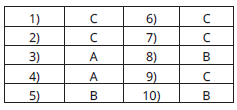 1) C 6) C
2) C 7) C
3) A 8) B
4) A 9) C
5) B 10) B